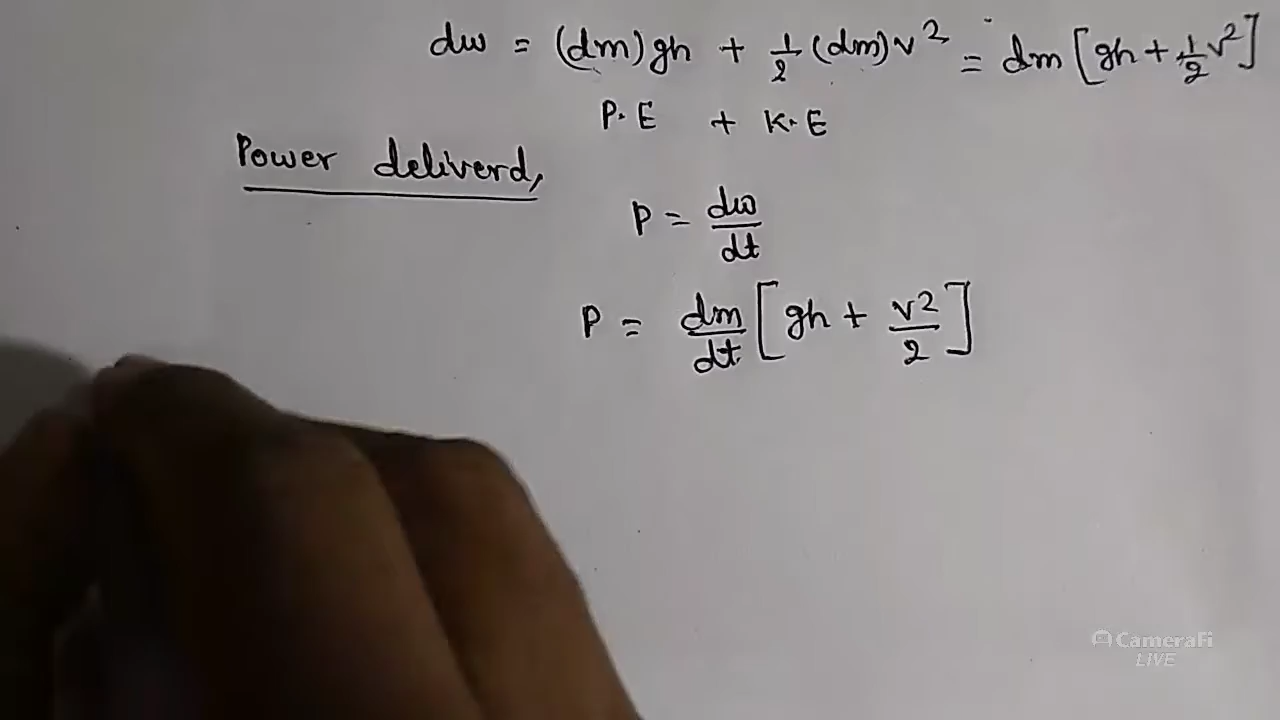 dw = (dm)gh + 1/2 (dm)v² = dm[gh + 1/2 v²]
P.E + K.E
Power deliverd,
P = dw/dt
P = dm/dt [gh + v²/2]
CameraFi
LIVE